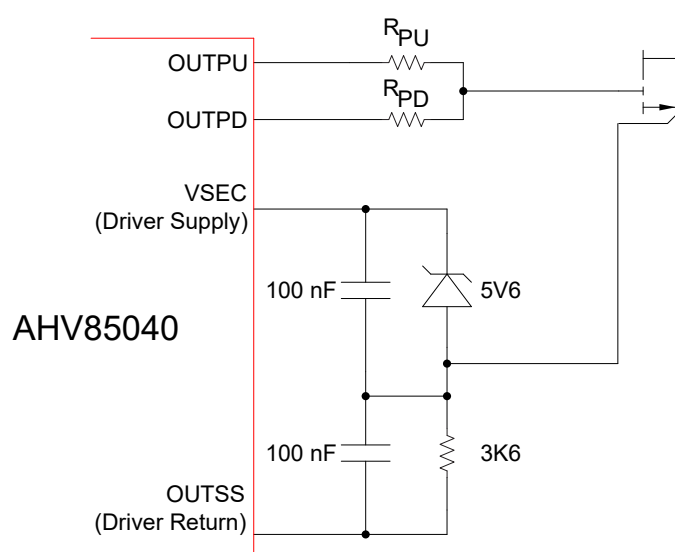 RPU
OUTPU
RPD
OUTPD
VSEC
(Driver Supply)
100 nF
5V6
AHV85040
100 nF
3K6
OUTSS
(Driver Return)